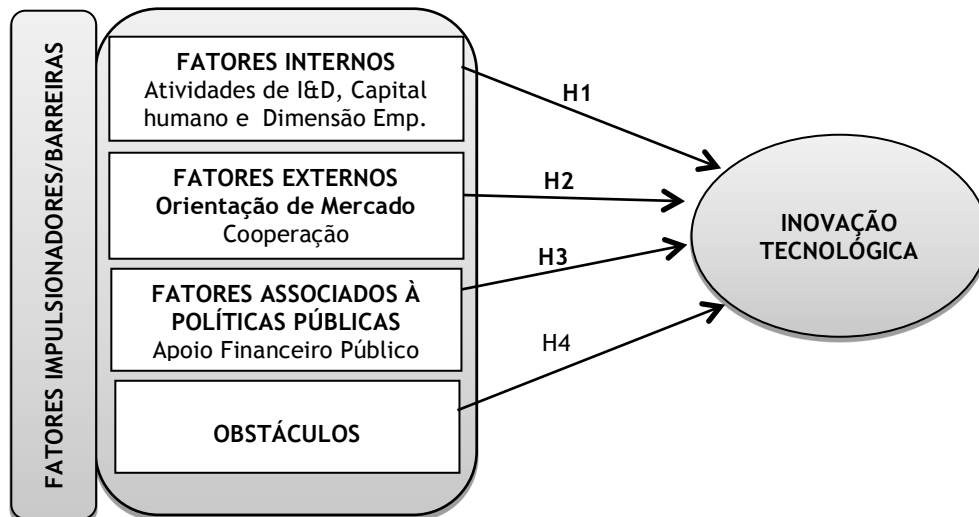 FATORES IMPULSIONADORES/BARREIRAS
FATORES INTERNOS
Atividades de I&D, Capital
humano e Dimensão Emp.
FATORES EXTERNOS
Orientação de Mercado
Cooperação
FATORES ASSOCIADOS À
POLÍTICAS PÚBLICAS
Apoio Financeiro Público
OBSTÁCULOS
H1
H2
H3
H4
INOVAÇÃO
TECNOLÓGICA